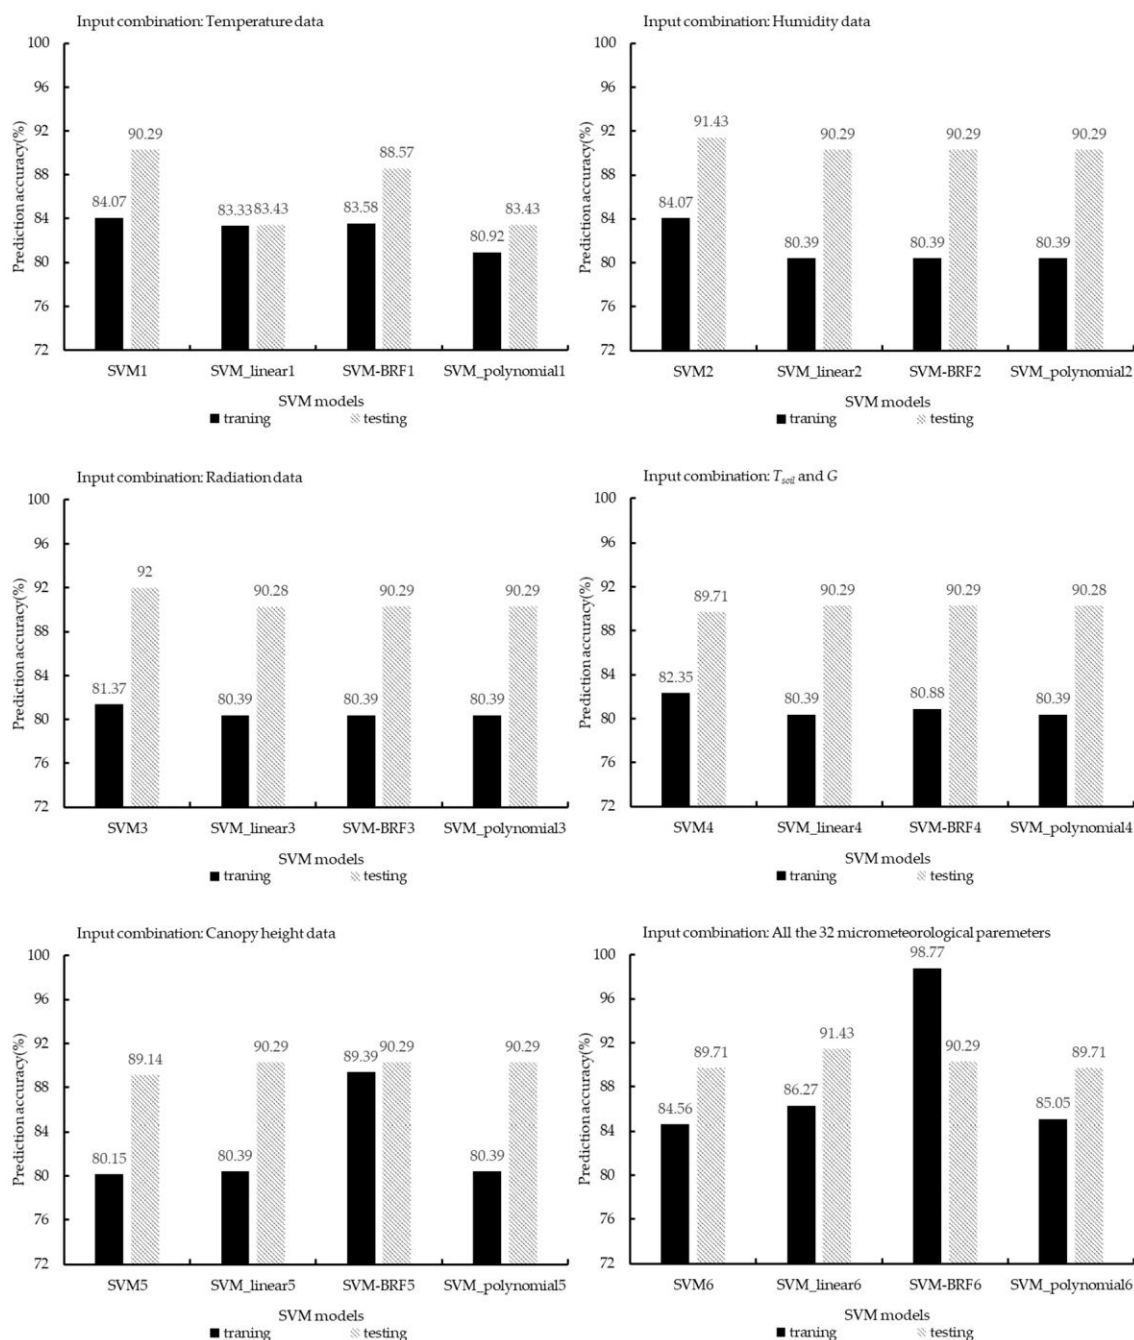 Input combination: Temperature data
100
96
92
88
84
80
76
72
Prediction accuracy(%)
84.07
90.29
83.33
83.43
83.58
88.57
80.92
83.43
SVM1
SVM_linear1
SVM-BRF1
SVM_polynomial1
SVM models
traning
testing
Input combination: Humidity data
100
96
92
88
84
80
76
72
Prediction accuracy(%)
84.07
91.43
80.39
90.29
80.39
90.29
80.39
90.29
SVM2
SVM_linear2
SVM-BRF2
SVM_polynomial2
SVM models
traning
testing
Input combination: Radiation data
100
96
92
88
84
80
76
72
Prediction accuracy(%)
81.37
92
80.39
90.28
80.39
90.29
80.39
90.29
SVM3
SVM_linear3
SVM-BRF3
SVM_polynomial3
SVM models
traning
testing
Input combination: Tsoil and G
100
96
92
88
84
80
76
72
Prediction accuracy(%)
82.35
89.71
80.39
90.29
80.88
90.29
80.39
90.28
SVM4
SVM_linear4
SVM-BRF4
SVM_polynomial4
SVM models
traning
testing
Input combination: Canopy height data
100
96
92
88
84
80
76
72
Prediction accuracy(%)
80.15
89.14
80.39
90.29
89.39
90.29
80.39
90.29
SVM5
SVM_linear5
SVM-BRF5
SVM_polynomial5
SVM models
traning
testing
Input combination: All the 32 micrometeorological paremeters
100
96
92
88
84
80
76
72
Prediction accuracy(%)
84.56
89.71
86.27
91.43
98.77
90.29
85.05
89.71
SVM6
SVM_linear6
SVM-BRF6
SVM_polynomial6
SVM models
traning
testing